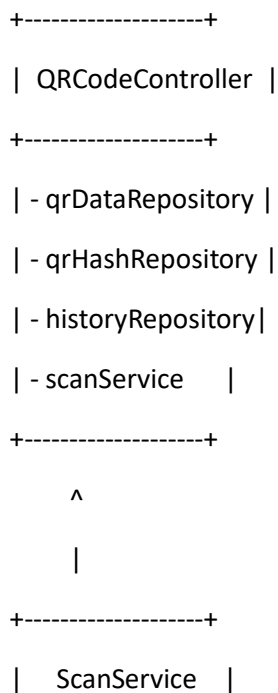 +--------------------+
|  QRCodeController  |
+--------------------+
| - qrDataRepository |
| - qrHashRepository |
| - historyRepository|
| - scanService      |
+--------------------+
^
|
+--------------------+
|    ScanService    |